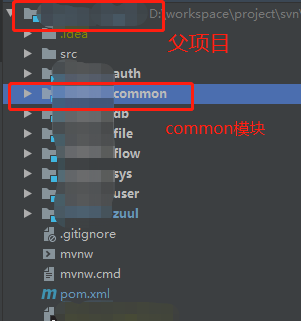 D:\workspace\project\svn
父项目
.idea
src
auth
common
db
common模块
file
flow
sys
user
zuul
.gitignore
mvnw
mvnw.cmd
pom.xml